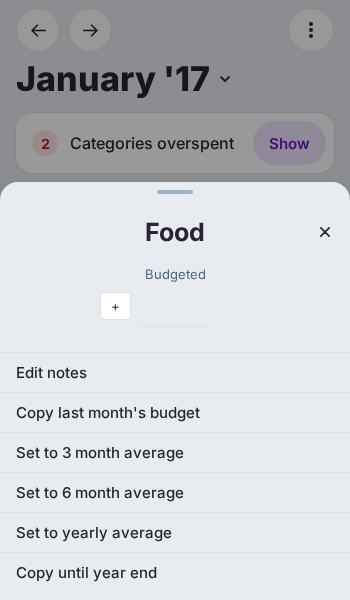 January '17
2 Categories overspent Show
Food
Budgeted
+
Edit notes
Copy last month's budget
Set to 3 month average
Set to 6 month average
Set to yearly average
Copy until year end